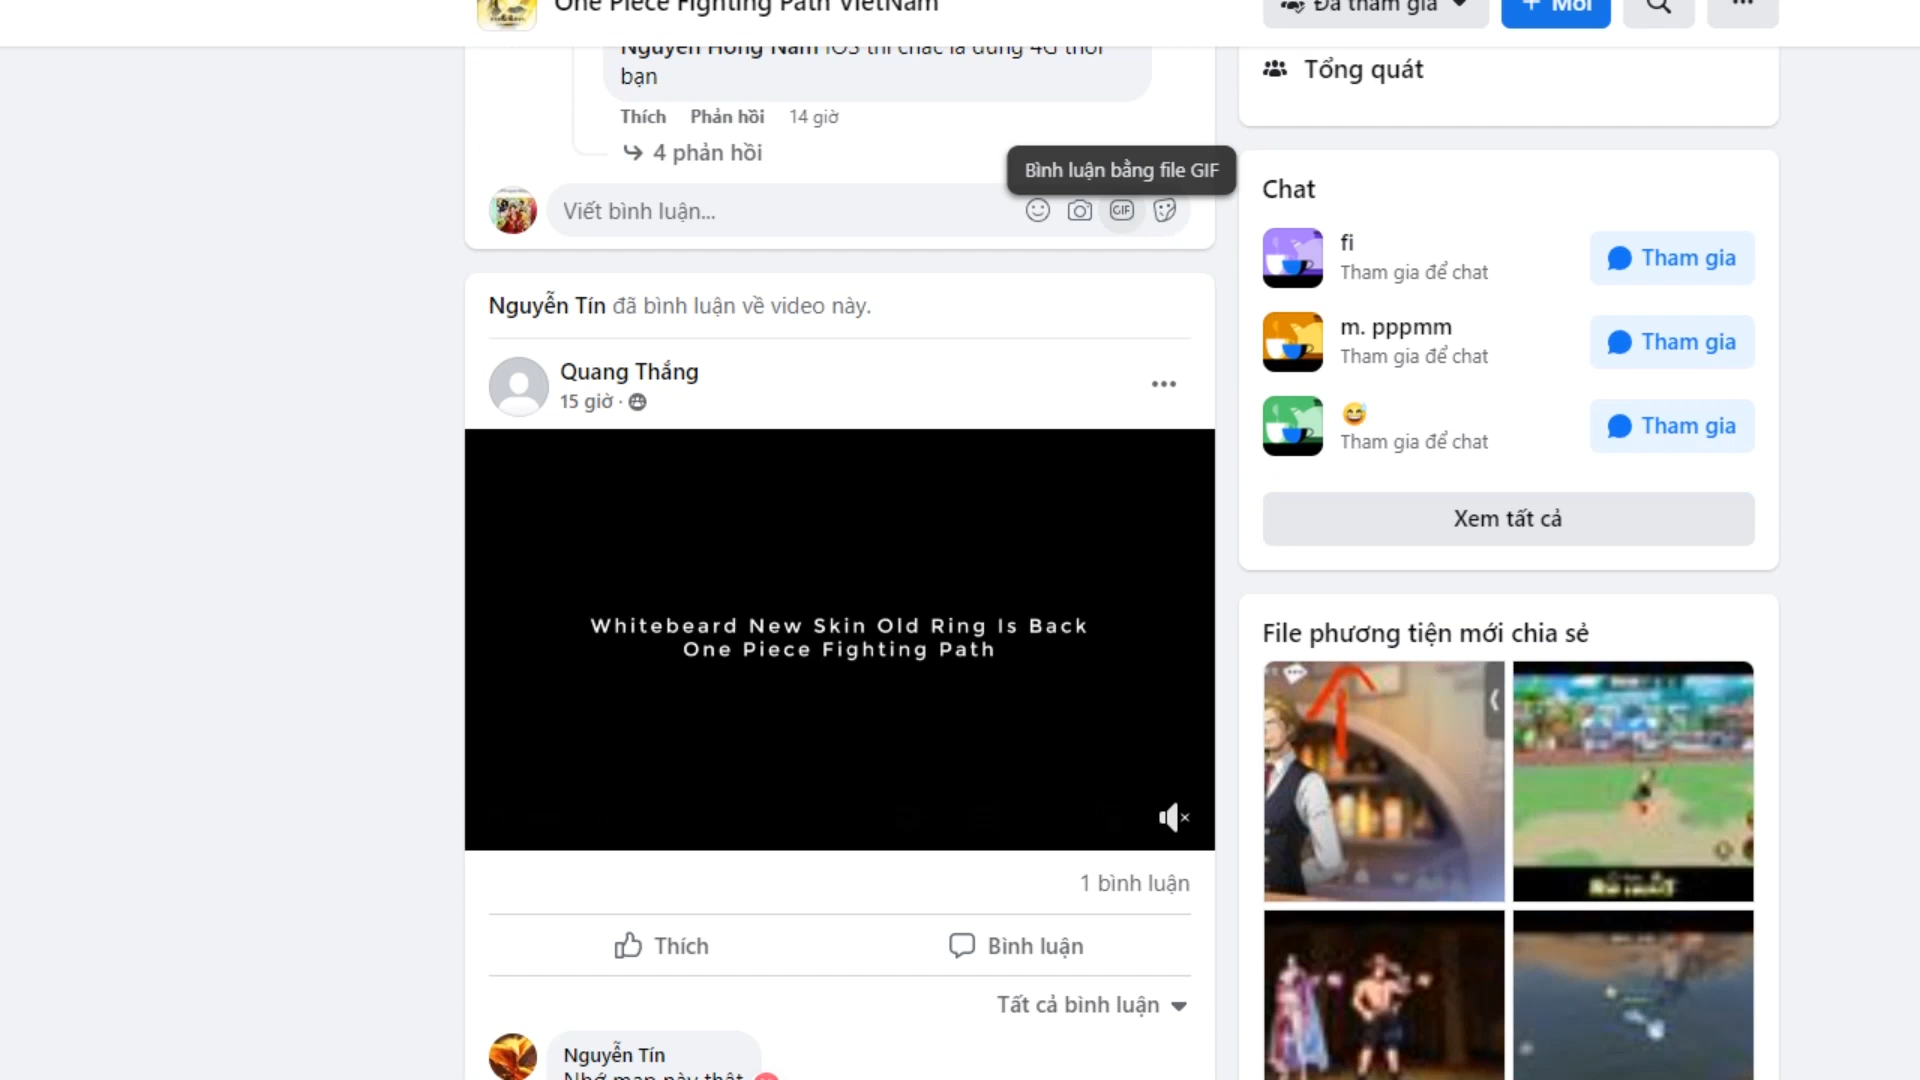 One Piece Fighting Path VietNam
Đã tham gia
+ Mời
Nguyễn Hồng Nam iOS thì chắc là dùng 4G thôi
bạn
Thích Phản hồi 14 giờ
4 phản hồi
Bình luận bằng file GIF
Viết bình luận...
GIF
Nguyễn Tín đã bình luận về video này.
Quang Thắng
15 giờ ·
Whitebeard New Skin Old Ring Is Back
One Piece Fighting Path
1 bình luận
Thích
Bình luận
Tất cả bình luận
Nguyễn Tín
Nhớ map này thật
Tổng quát
Chat
fi
Tham gia để chat
Tham gia
m. pppmm
Tham gia để chat
Tham gia
Tham gia để chat
Tham gia
Xem tất cả
File phương tiện mới chia sẻ